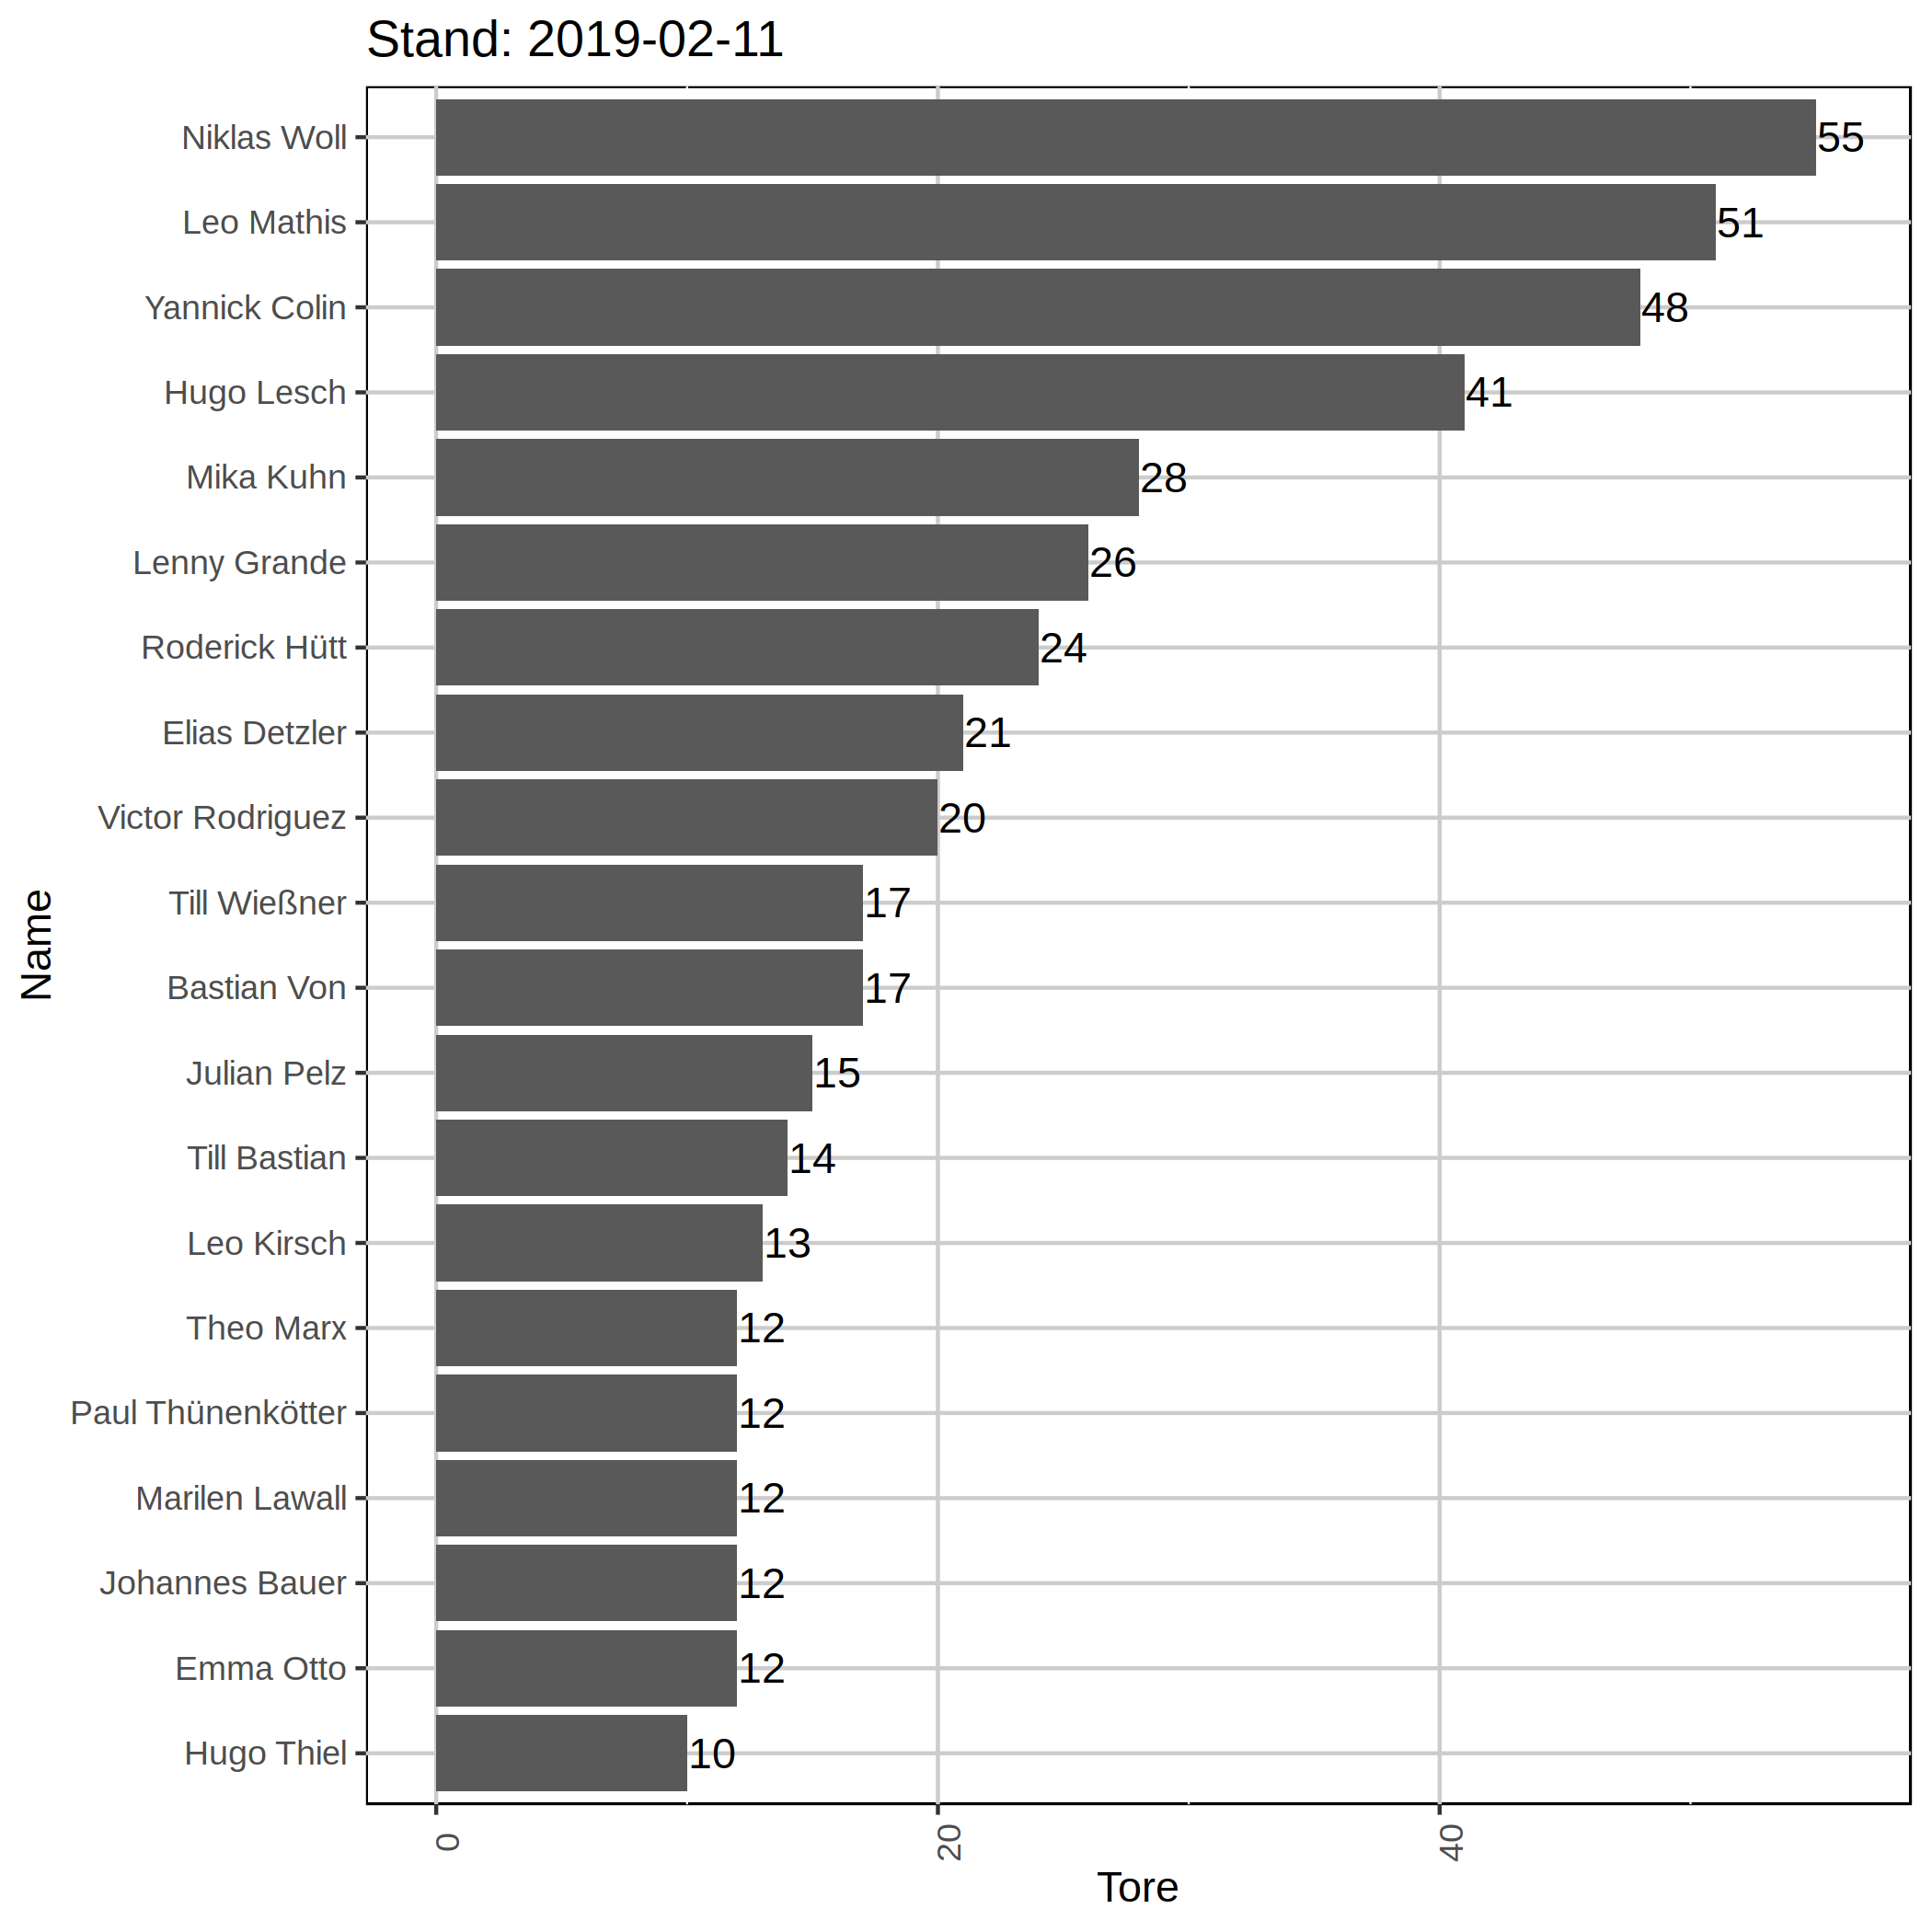 Stand: 2019-02-11
Niklas Woll 55
Leo Mathis 51
Yannick Colin 48
Hugo Lesch 41
Mika Kuhn 28
Lenny Grande 26
Roderick Hütt 24
Elias Detzler 21
Victor Rodriguez 20
Till Wießner 17
Bastian Von 17
Julian Pelz 15
Till Bastian 14
Leo Kirsch 13
Theo Marx 12
Paul Thünenkötter 12
Marilen Lawall 12
Johannes Bauer 12
Emma Otto 12
Hugo Thiel 10
Name
0 20 40
Tore